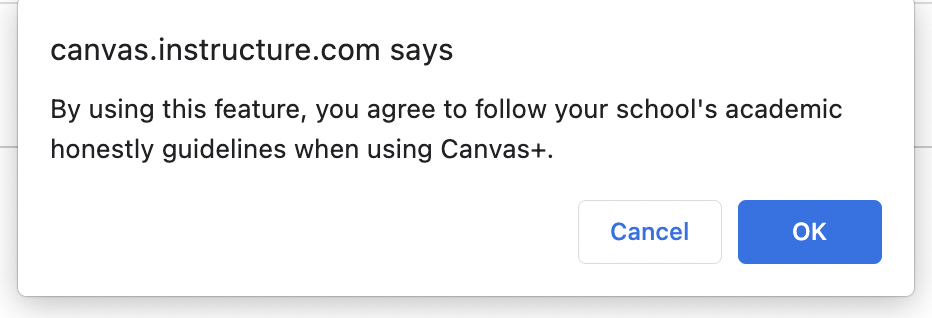 canvas.instructure.com says
By using this feature, you agree to follow your school's academic
honestly guidelines when using Canvas+.
Cancel
OK